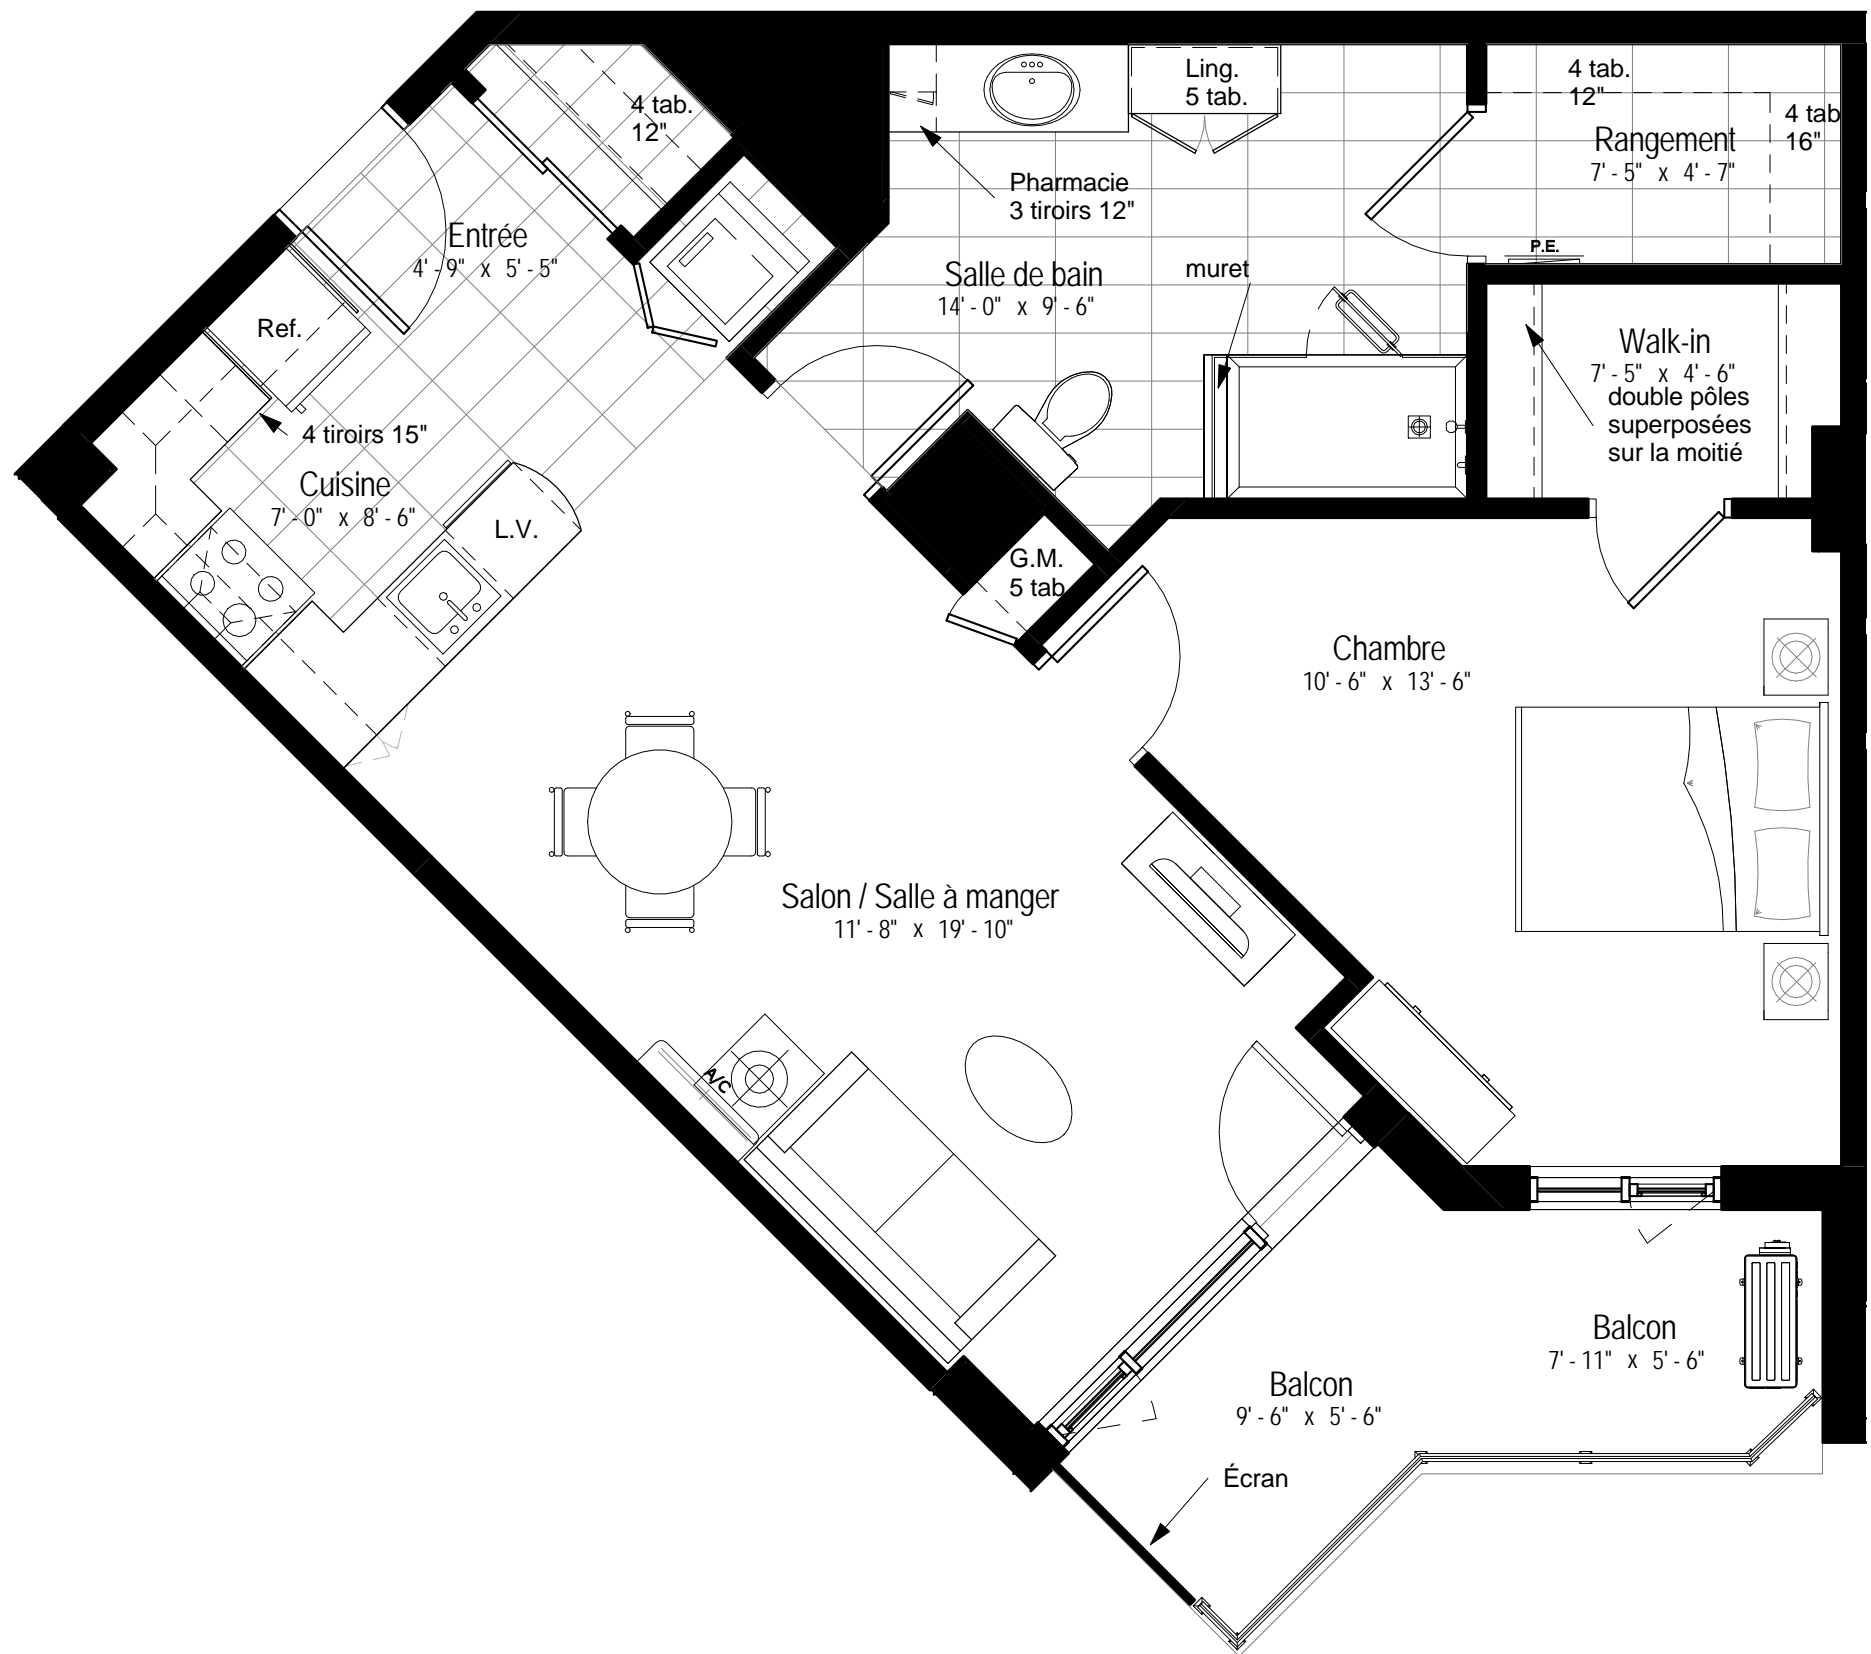 4 tab.
12"
Ling.
5 tab.
4 tab.
12"
4 tab
16"
Rangement
7' - 5" x 4' - 7"
P.E.
Pharmacie
3 tiroirs 12"
Entrée
4' - 9" x 5' - 5"
Salle de bain
14' - 0" x 9' - 6"
muret
Ref.
Walk-in
7' - 5" x 4' - 6"
double pôles
superposées
sur la moitié
4 tiroirs 15"
Cuisine
7' - 0" x 8' - 6"
L.V.
G.M.
5 tab
Chambre
10' - 6" x 13' - 6"
Salon / Salle à manger
11' - 8" x 19' - 10"
A/C
Balcon
7' - 11" x 5' - 6"
Balcon
9' - 6" x 5' - 6"
Écran